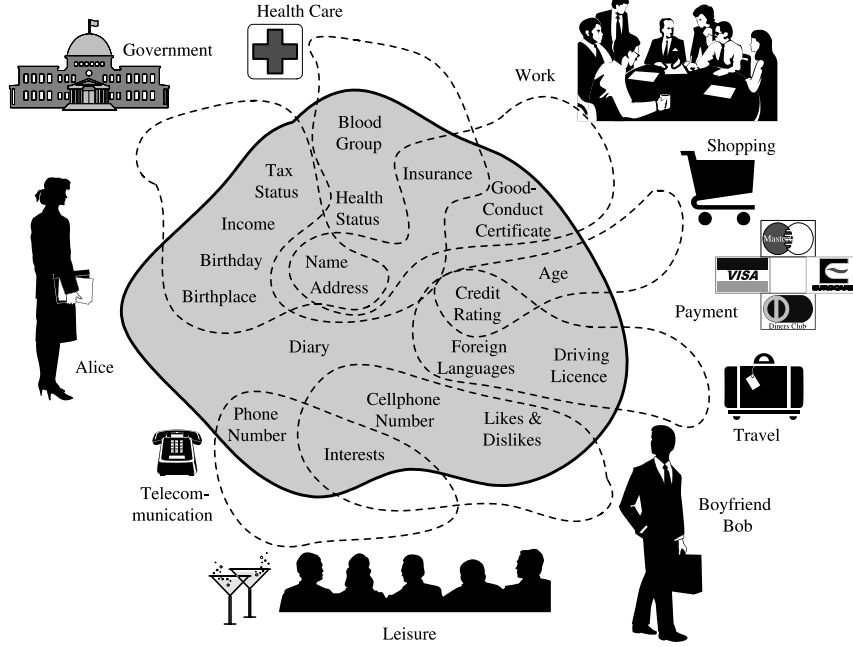 Health Care
Government
Work
Shopping
Blood
Group
Insurance
Tax
Status
Good-
Conduct
Certificate
Health
Status
Income
Birthday
Name
Address
Birthplace
Age
Credit
Rating
VISA
Diners Club
Payment
Alice
Diary
Foreign
Languages
Driving
Licence
Cellphone
Number
Phone
Number
Likes &
Dislikes
Interests
Travel
Telecom-
munication
Boyfriend
Bob
Leisure